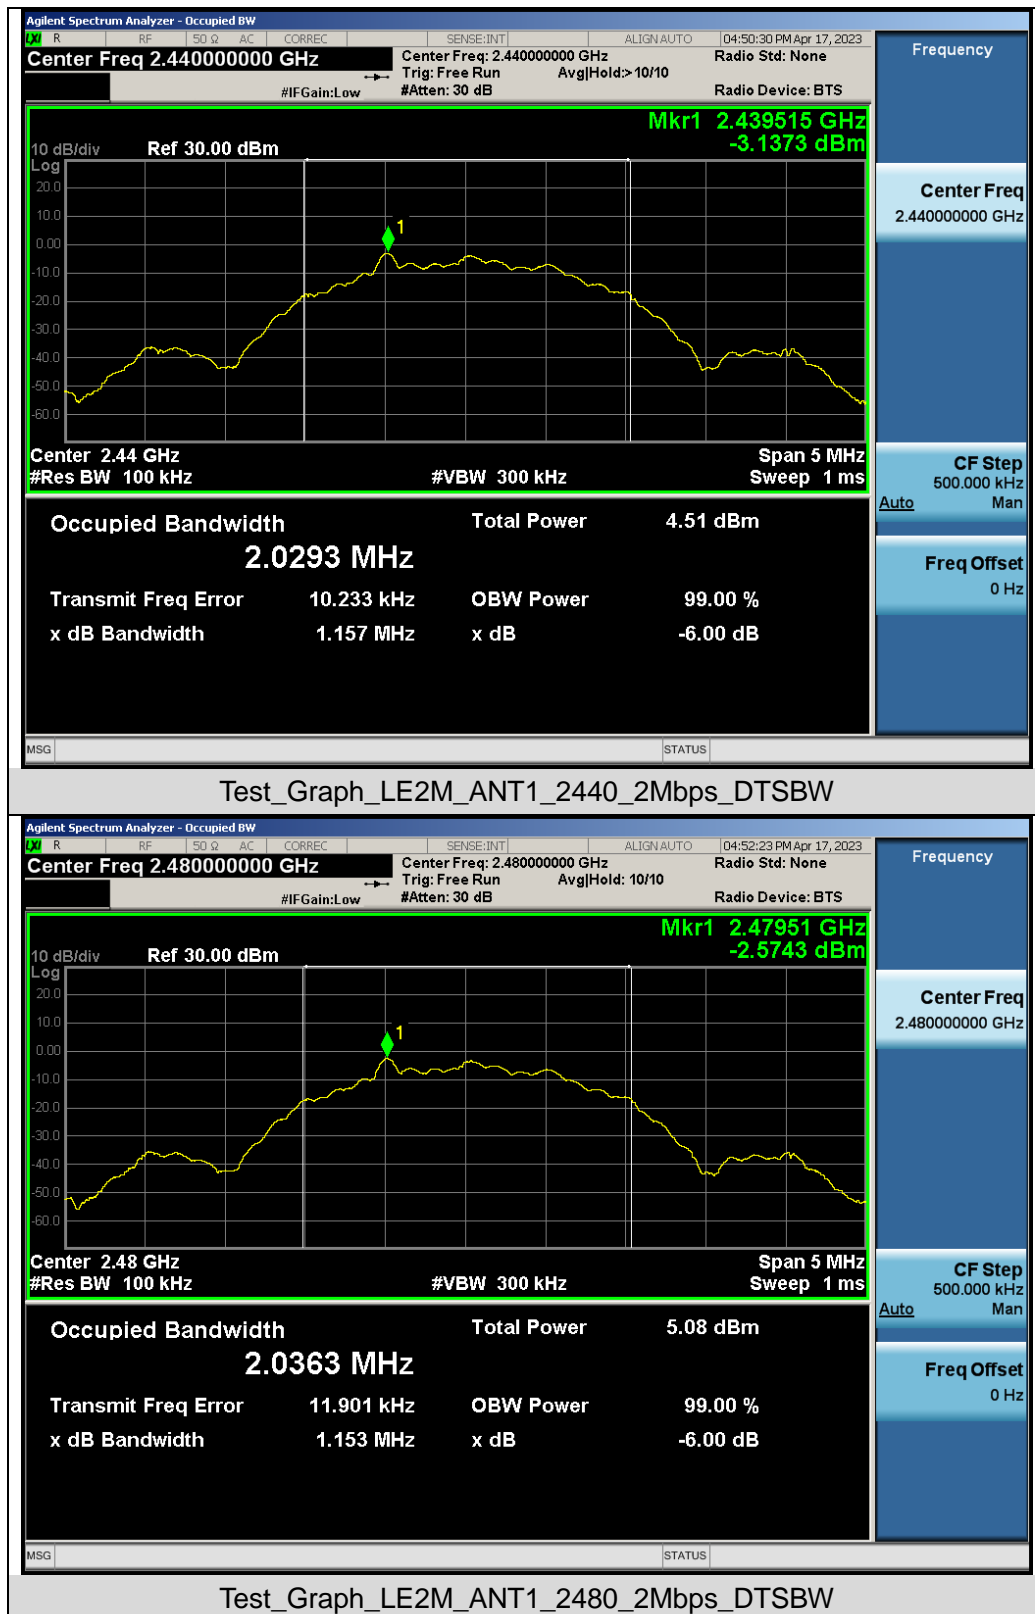 Agilent Spectrum Analyzer - Occupied BW
LXI R RF 50 Ω AC CORREC SENSE:INT ALIGN AUTO 04:50:30 PM Apr 17, 2023
Center Freq 2.440000000 GHz
Center Freq: 2.440000000 GHz Radio Std: None
Trig: Free Run Avg|Hold:> 10/10
#IFGain:Low #Atten: 30 dB Radio Device: BTS
Frequency
Mkr1 2.439515 GHz
-3.1373 dBm
10 dB/div Ref 30.00 dBm
Log
20.0
10.0
0.00
-10.0
-20.0
-30.0
-40.0
-50.0
-60.0
1
Center Freq
2.440000000 GHz
Center 2.44 GHz Span 5 MHz
#Res BW 100 kHz #VBW 300 kHz Sweep 1 ms
CF Step
500.000 kHz
Auto Man
Freq Offset
0 Hz
Occupied Bandwidth Total Power 4.51 dBm
2.0293 MHz
Transmit Freq Error 10.233 kHz OBW Power 99.00 %
x dB Bandwidth 1.157 MHz x dB -6.00 dB
MSG STATUS
Test_Graph_LE2M_ANT1_2440_2Mbps_DTSBW
Agilent Spectrum Analyzer - Occupied BW
LXI R RF 50 Ω AC CORREC SENSE:INT ALIGN AUTO 04:52:23 PM Apr 17, 2023
Center Freq 2.480000000 GHz
Center Freq: 2.480000000 GHz Radio Std: None
Trig: Free Run Avg|Hold: 10/10
#IFGain:Low #Atten: 30 dB Radio Device: BTS
Frequency
Mkr1 2.47951 GHz
-2.5743 dBm
10 dB/div Ref 30.00 dBm
Log
20.0
10.0
0.00
-10.0
-20.0
-30.0
-40.0
-50.0
-60.0
1
Center Freq
2.480000000 GHz
Center 2.48 GHz Span 5 MHz
#Res BW 100 kHz #VBW 300 kHz Sweep 1 ms
CF Step
500.000 kHz
Auto Man
Freq Offset
0 Hz
Occupied Bandwidth Total Power 5.08 dBm
2.0363 MHz
Transmit Freq Error 11.901 kHz OBW Power 99.00 %
x dB Bandwidth 1.153 MHz x dB -6.00 dB
MSG STATUS
Test_Graph_LE2M_ANT1_2480_2Mbps_DTSBW